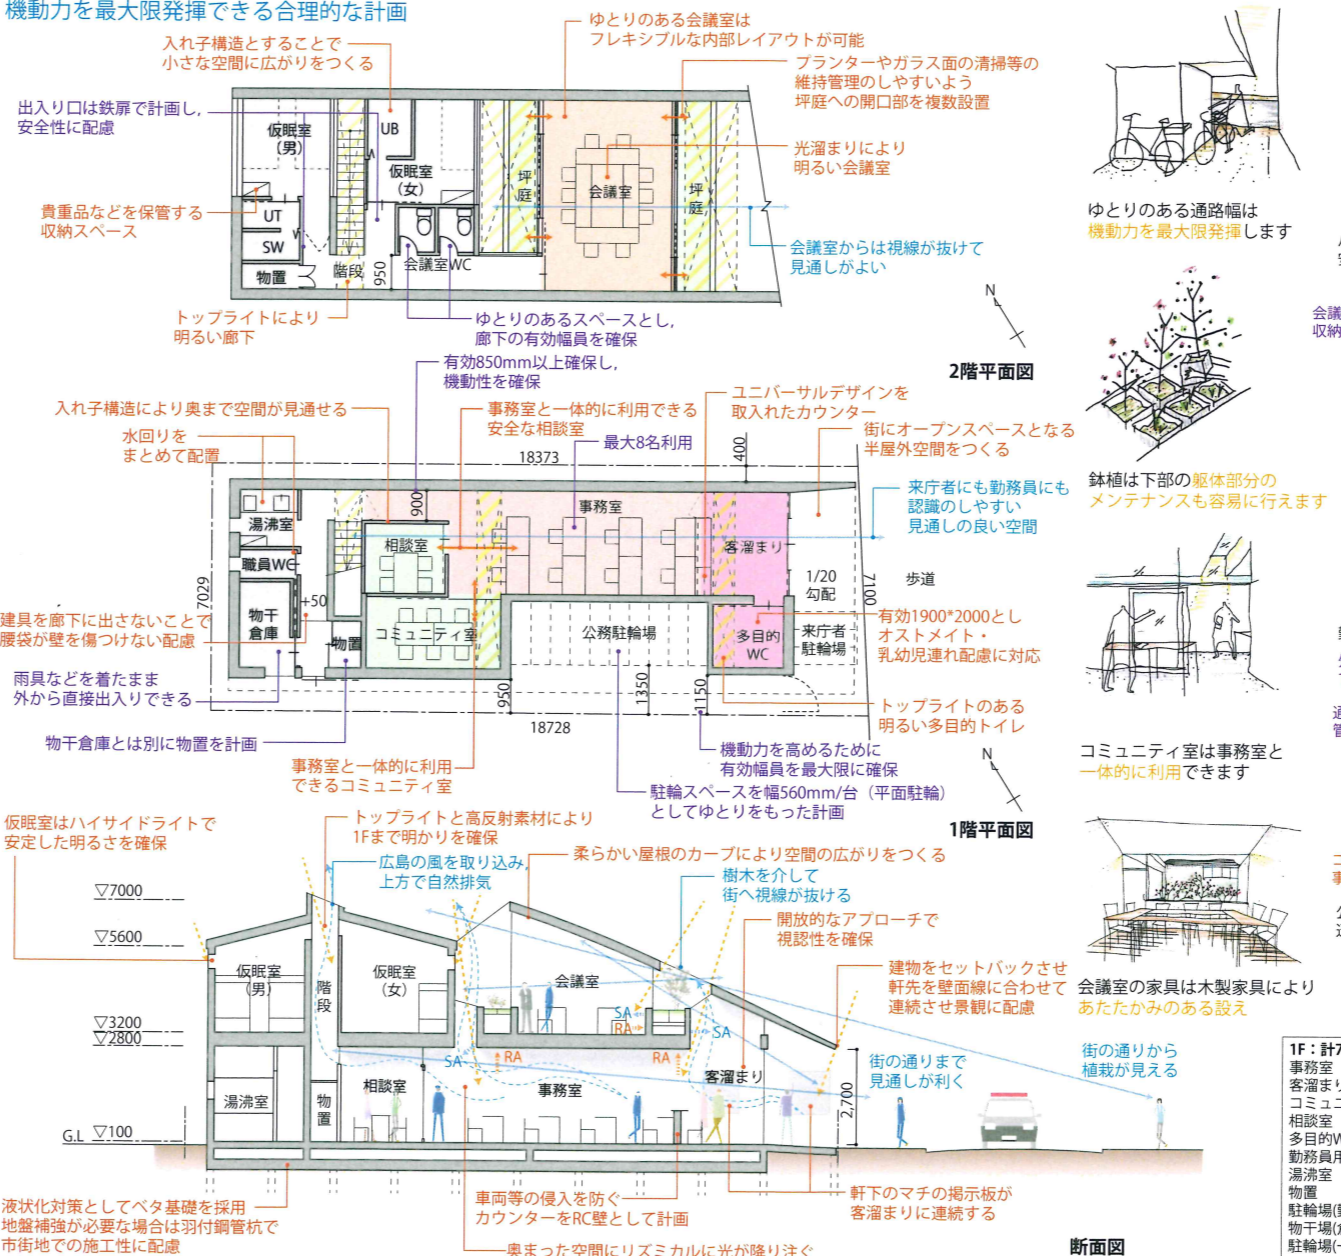 機動力を最大限発揮できる合理的な計画
入れ子構造とすることで
小さな空間に広がりをつくる
ゆとりのある会議室は
フレキシブルな内部レイアウトが可能
プランターやガラス面の清掃等の
維持管理のしやすいよう
坪庭への開口部を複数設置
出入り口は鉄扉で計画し,
安全性に配慮
光溜まりにより
明るい会議室
貴重品などを保管する
収納スペース
会議室からは視線が抜けて
見通しがよい
トップライトにより
明るい廊下
ゆとりのあるスペースとし,
廊下の有効幅員を確保
仮眠室
(男)
UB
仮眠室
(女)
坪庭
会議室
坪庭
UT
SW
物置
階段
950
会議室WC
N
2階平面図
有効850mm以上確保し,
機動性を確保
入れ子構造により奥まで空間が見通せる
事務室と一体的に利用できる
安全な相談室
ユニバーサルデザインを
取入れたカウンター
水回りを
まとめて配置
最大8名利用
街にオープンスペースとなる
半屋外空間をつくる
18373
400
来庁者にも勤務員にも
認識のしやすい
見通しの良い空間
900
事務室
湯沸室
相談室
客溜まり
職員WC
1/20
勾配
7100
歩道
7029
+50
建具を廊下に出さないことで
腰袋が壁を傷つけない配慮
物干
倉庫
物置
コミュニティ室
公務駐輪場
多目的
WC
来庁者
駐輪場
有効1900*2000とし
オストメイト・
乳幼児連れ配慮に対応
雨具などを着たまま
外から直接出入りできる
950
1350
1150
トップライトのある
明るい多目的トイレ
18728
物干倉庫とは別に物置を計画
事務室と一体的に利用
できるコミュニティ室
機動力を高めるために
有効幅員を最大限に確保
駐輪スペースを幅560mm/台(平面駐輪)
としてゆとりをもった計画
N
1階平面図
仮眠室はハイサイドライトで
安定した明るさを確保
トップライトと高反射素材により
1Fまで明かりを確保
広島の風を取り込み,
上方で自然排気
柔らかい屋根のカーブにより空間の広がりをつくる
樹木を介して
街へ視線が抜ける
開放的なアプローチで
視認性を確保
建物をセットバックさせ
軒先を壁面線に合わせて
連続させ景観に配慮
▽7000
▽5600
▽3200
▽2800
G.L ▽100
仮眠室
(男)
階段
仮眠室
(女)
会議室
SA
RA
SA
SA
RA
RA
湯沸室
物置
相談室
事務室
客溜まり
2,700
街の通りまで
見通しが利く
街の通りから
植栽が見える
液状化対策としてベタ基礎を採用
地盤補強が必要な場合は羽付鋼管杭で
市街地での施工性に配慮
車両等の侵入を防ぐ
カウンターをRC壁として計画
軒下のマチの掲示板が
客溜まりに連続する
奥まった空間にリズミカルに光が降り注ぐ
断面図
ゆとりのある通路幅は
機動力を最大限発揮します
鉢植は下部の躯体部分の
メンテナンスも容易に行えます
コミュニティ室は事務室と
一体的に利用できます
会議室の家具は木製家具により
あたたかみのある設え
会議
収納
1F:計7
事務室
客溜まり
コミュニ
相談室
多目的W
勤務員用
湯沸室
物置
駐輪場(
物干場(
駐輪場(